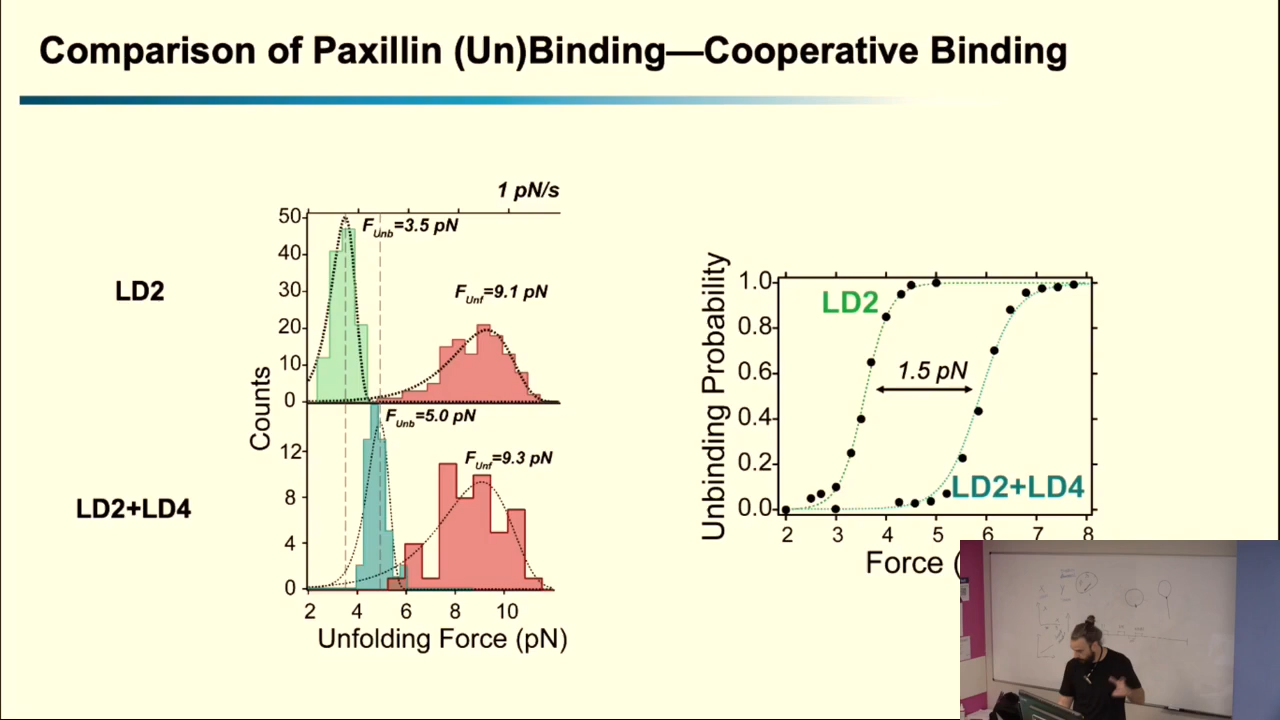 Comparison of Paxillin (Un)Binding—Cooperative Binding
1 pN/s
LD2
LD2+LD4
Counts
50
40
30
20
10
0
F_Unb=3.5 pN
F_Unf=9.1 pN
12
8
4
0
F_Unb=5.0 pN
F_Unf=9.3 pN
2 4 6 8 10
Unfolding Force (pN)
Unbinding Probability
1.0
0.8
0.6
0.4
0.2
0.0
LD2
1.5 pN
LD2+LD4
2 3 4 5 6 7 8
Force (